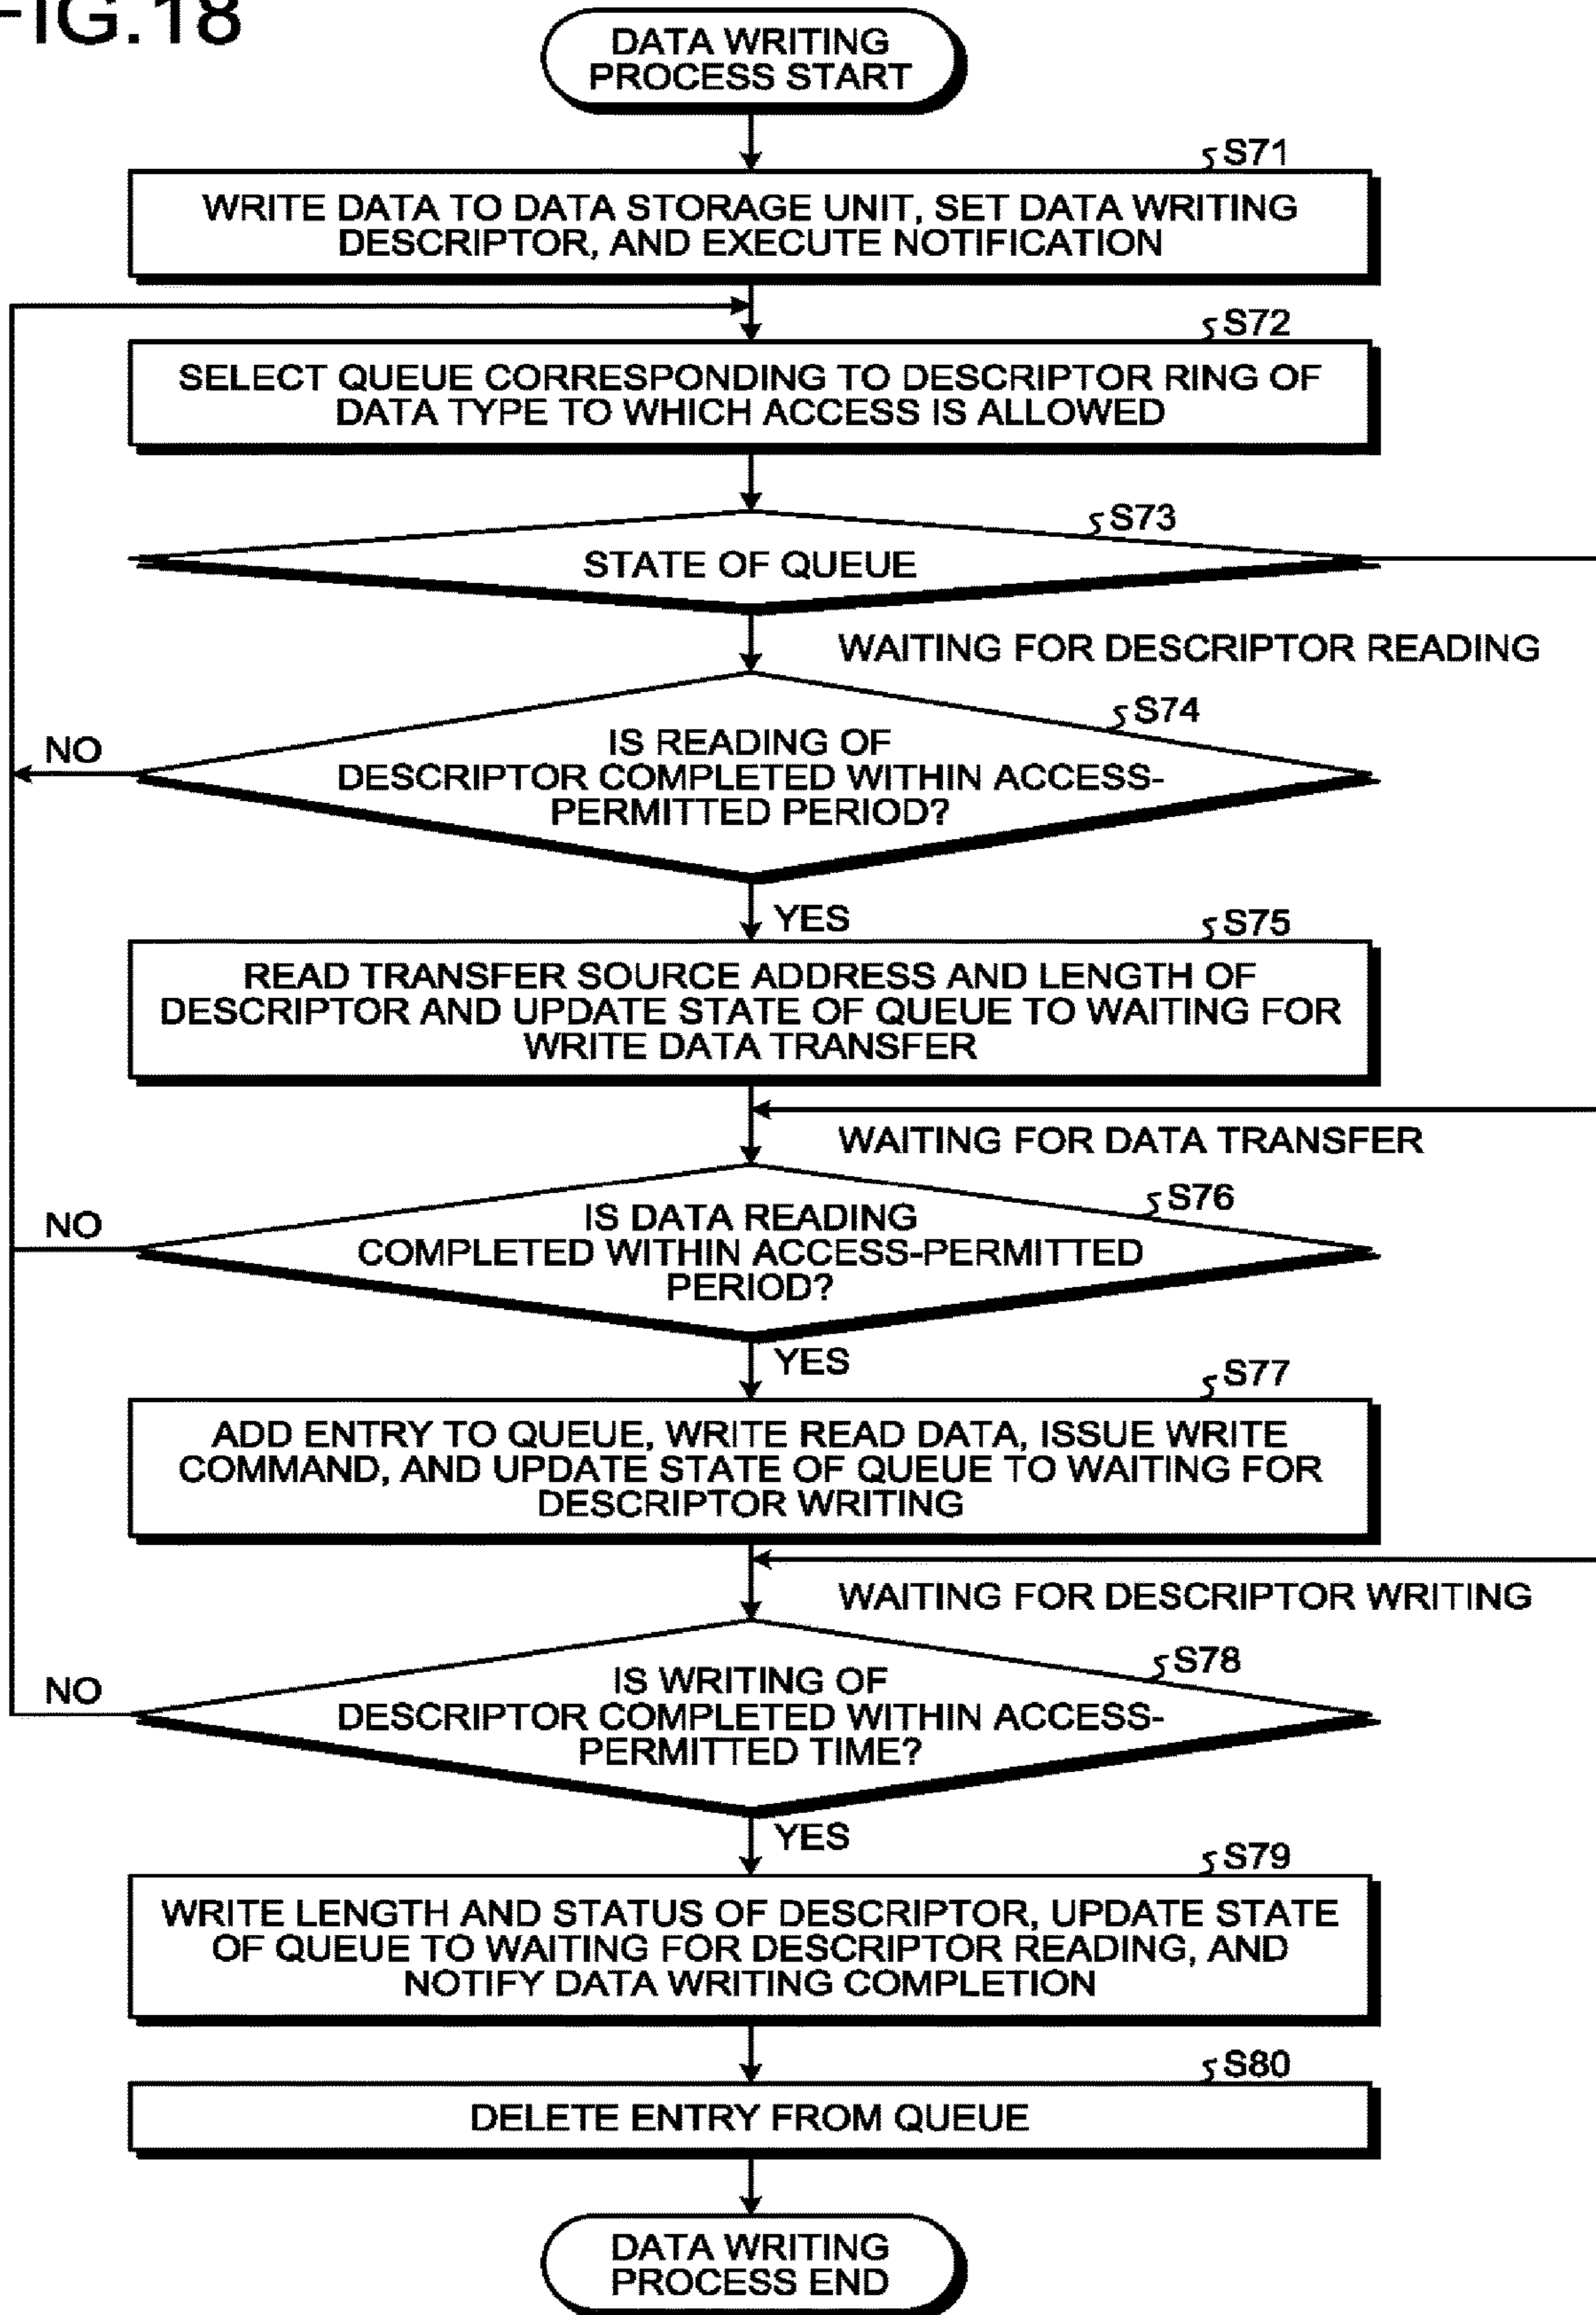 FIG.18
DATA WRITING
PROCESS START
S71
WRITE DATA TO DATA STORAGE UNIT, SET DATA WRITING
DESCRIPTOR, AND EXECUTE NOTIFICATION
S72
SELECT QUEUE CORRESPONDING TO DESCRIPTOR RING OF
DATA TYPE TO WHICH ACCESS IS ALLOWED
S73
STATE OF QUEUE
WAITING FOR DESCRIPTOR READING
S74
NO
IS READING OF
DESCRIPTOR COMPLETED WITHIN ACCESS-
PERMITTED PERIOD?
YES
S75
READ TRANSFER SOURCE ADDRESS AND LENGTH OF
DESCRIPTOR AND UPDATE STATE OF QUEUE TO WAITING FOR
WRITE DATA TRANSFER
WAITING FOR DATA TRANSFER
S76
NO
IS DATA READING
COMPLETED WITHIN ACCESS-PERMITTED
PERIOD?
YES
S77
ADD ENTRY TO QUEUE, WRITE READ DATA, ISSUE WRITE
COMMAND, AND UPDATE STATE OF QUEUE TO WAITING FOR
DESCRIPTOR WRITING
WAITING FOR DESCRIPTOR WRITING
S78
NO
IS WRITING OF
DESCRIPTOR COMPLETED WITHIN ACCESS-
PERMITTED TIME?
YES
S79
WRITE LENGTH AND STATUS OF DESCRIPTOR, UPDATE STATE
OF QUEUE TO WAITING FOR DESCRIPTOR READING, AND
NOTIFY DATA WRITING COMPLETION
S80
DELETE ENTRY FROM QUEUE
DATA WRITING
PROCESS END